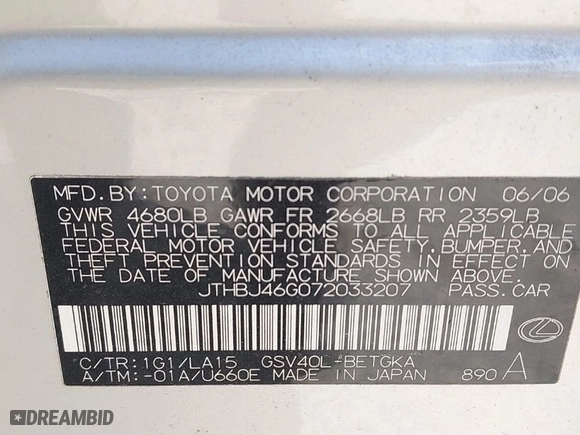 MFD.BY:TOYOTA MOTOR CORPORATION 06/06
GVWR 4680LB GAWR FR 2668LB RR 2359LB
THIS VEHICLE CONFORMS TO ALL APPLICABLE
FEDERAL MOTOR VEHICLE SAFETY, BUMPER, AND
THEFT PREVENTION STANDARDS IN EFFECT ON
THE DATE OF MANUFACTURE SHOWN ABOVE.
JTHBJ46G072033207 PASS.CAR
C/TR:1G1/LA15 GSV40L-BETGKA
A/TM:-01A/U660E MADE IN JAPAN 890 A
DREAMBID